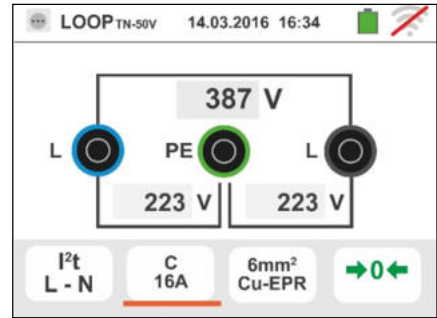 LOOP TN-50V 14.03.2016 16:34
387 V
L PE L
223 V 223 V
I²t C 6mm² →0←
L - N 16A Cu-EPR